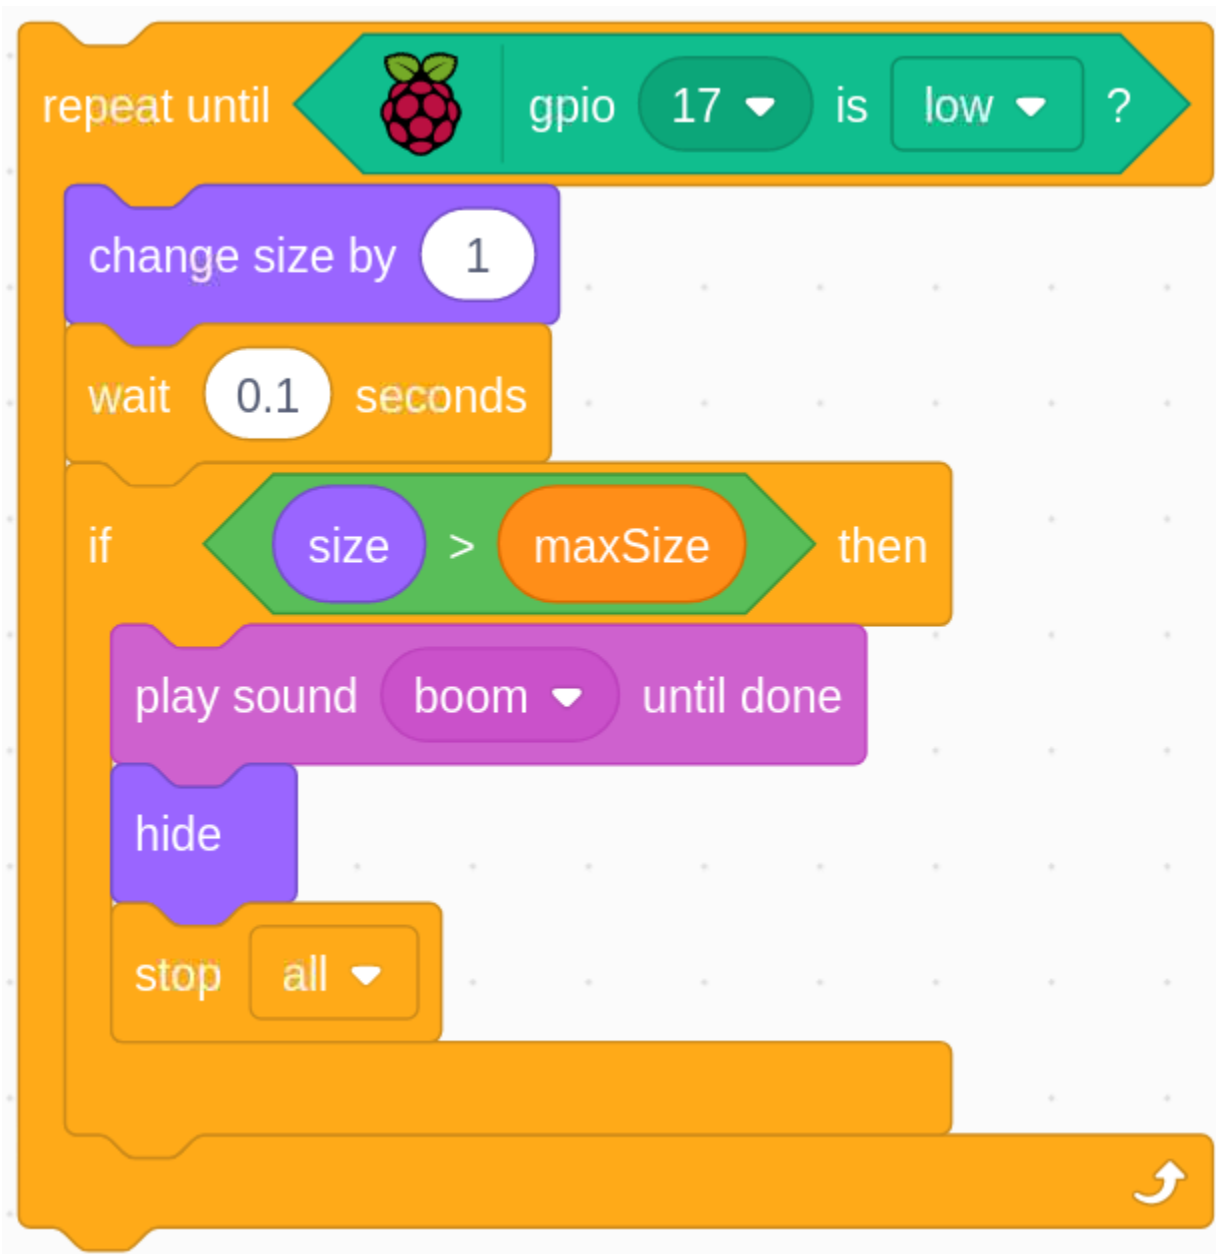 repeat until gpio 17 is low ?
change size by 1
wait 0.1 seconds
if size > maxSize then
play sound boom until done
hide
stop all